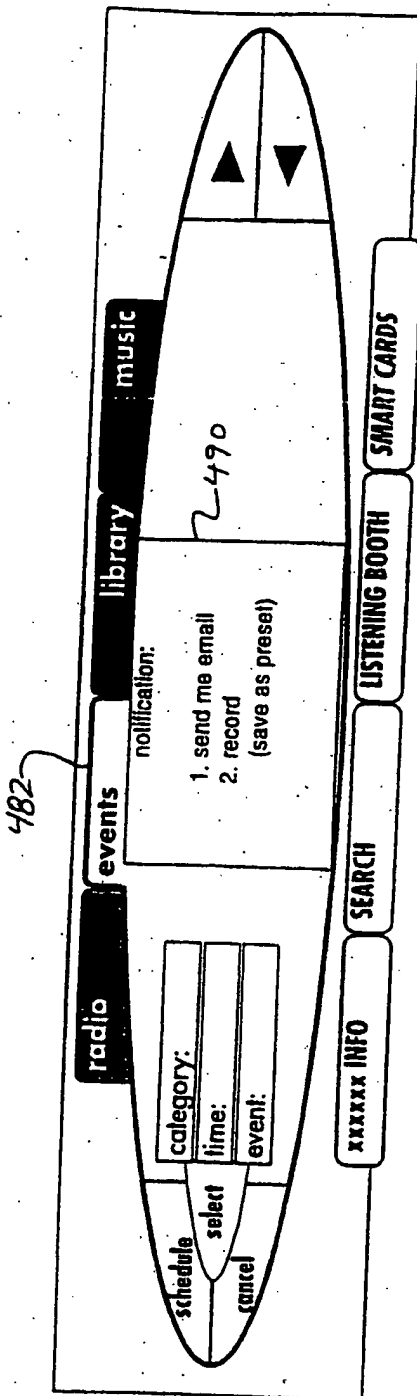 482
radio
events
library
music
schedule
select
cancel
category:
time:
event:
notification:
1. send me email
2. record
(save as preset)
490
xxxxxx INFO
SEARCH
LISTENING BOOTH
SMART CARDS